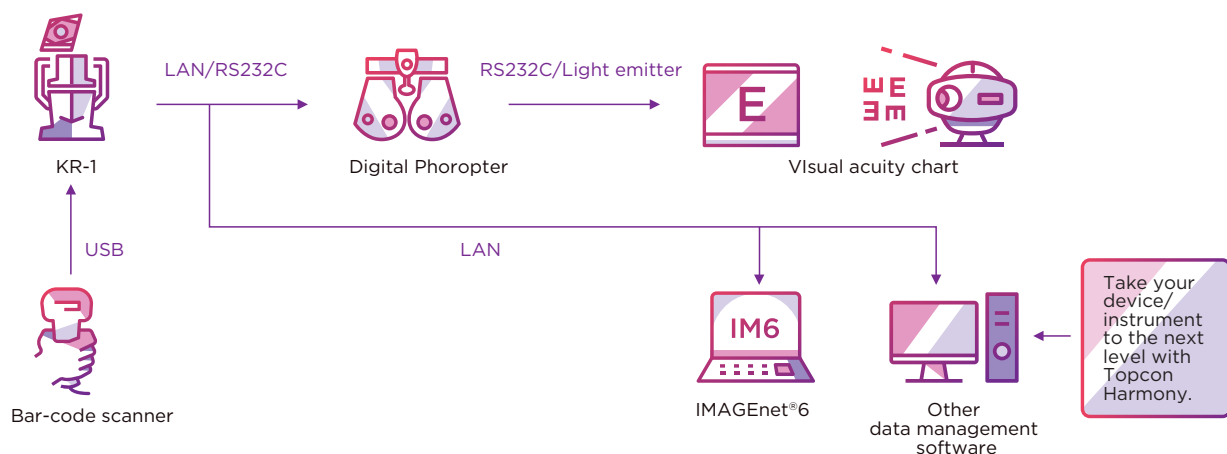 LAN/RS232C
RS232C/Light emitter
E
E E
E E
KR-1
Digital Phoropter
VIsual acuity chart
USB
LAN
IM6
Take your
device/
instrument
to the next
level with
Topcon
Harmony.
Bar-code scanner
IMAGEnet®6
Other
data management
software